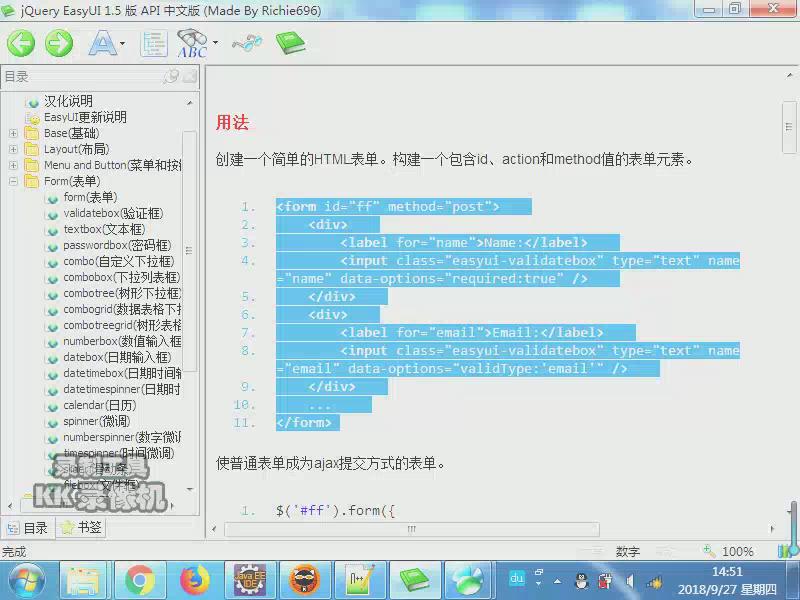 jQuery EasyUI 1.5 版 API 中文版 (Made By Richie696)
ABC
目录
汉化说明
EasyUI更新说明
Base(基础)
Layout(布局)
Menu and Button(菜单和按
Form(表单)
form(表单)
validatebox(验证框)
textbox(文本框)
passwordbox(密码框)
combo(自定义下拉框)
combobox(下拉列表框)
combotree(树形下拉框)
combogrid(数据表格下
combotreegrid(树形表格
numberbox(数值输入框
datebox(日期输入框)
datetimebox(日期时间
datetimespinner(日期时
calendar(日历)
spinner(微调)
numberspinner(数字微
timespinner(时间微调)
KK录像机
目录
书签
用法
创建一个简单的HTML表单。构建一个包含id、action和method值的表单元素。
1. <form id="ff" method="post">
2. <div>
3. <label for="name">Name:</label>
4. <input class="easyui-validatebox" type="text" name
="name" data-options="required:true" />
5. </div>
6. <div>
7. <label for="email">Email:</label>
8. <input class="easyui-validatebox" type="text" name
="email" data-options="validType:'email'" />
9. </div>
10. ...
11. </form>
使普通表单成为ajax提交方式的表单。
1. $('#ff').form({
完成
数字
100%
Java EE
IDE
du
14:51
2018/9/27 星期四